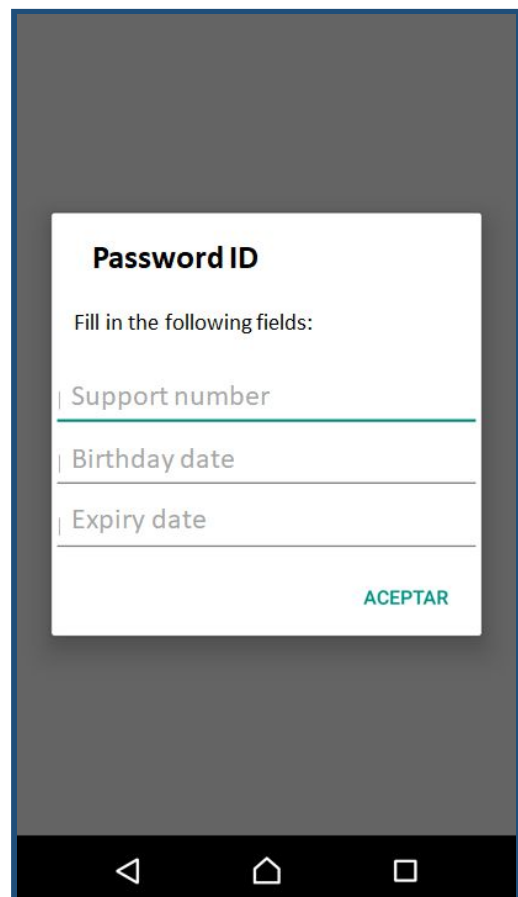 Password ID
Fill in the following fields:
Support number
Birthday date
Expiry date
ACEPTAR